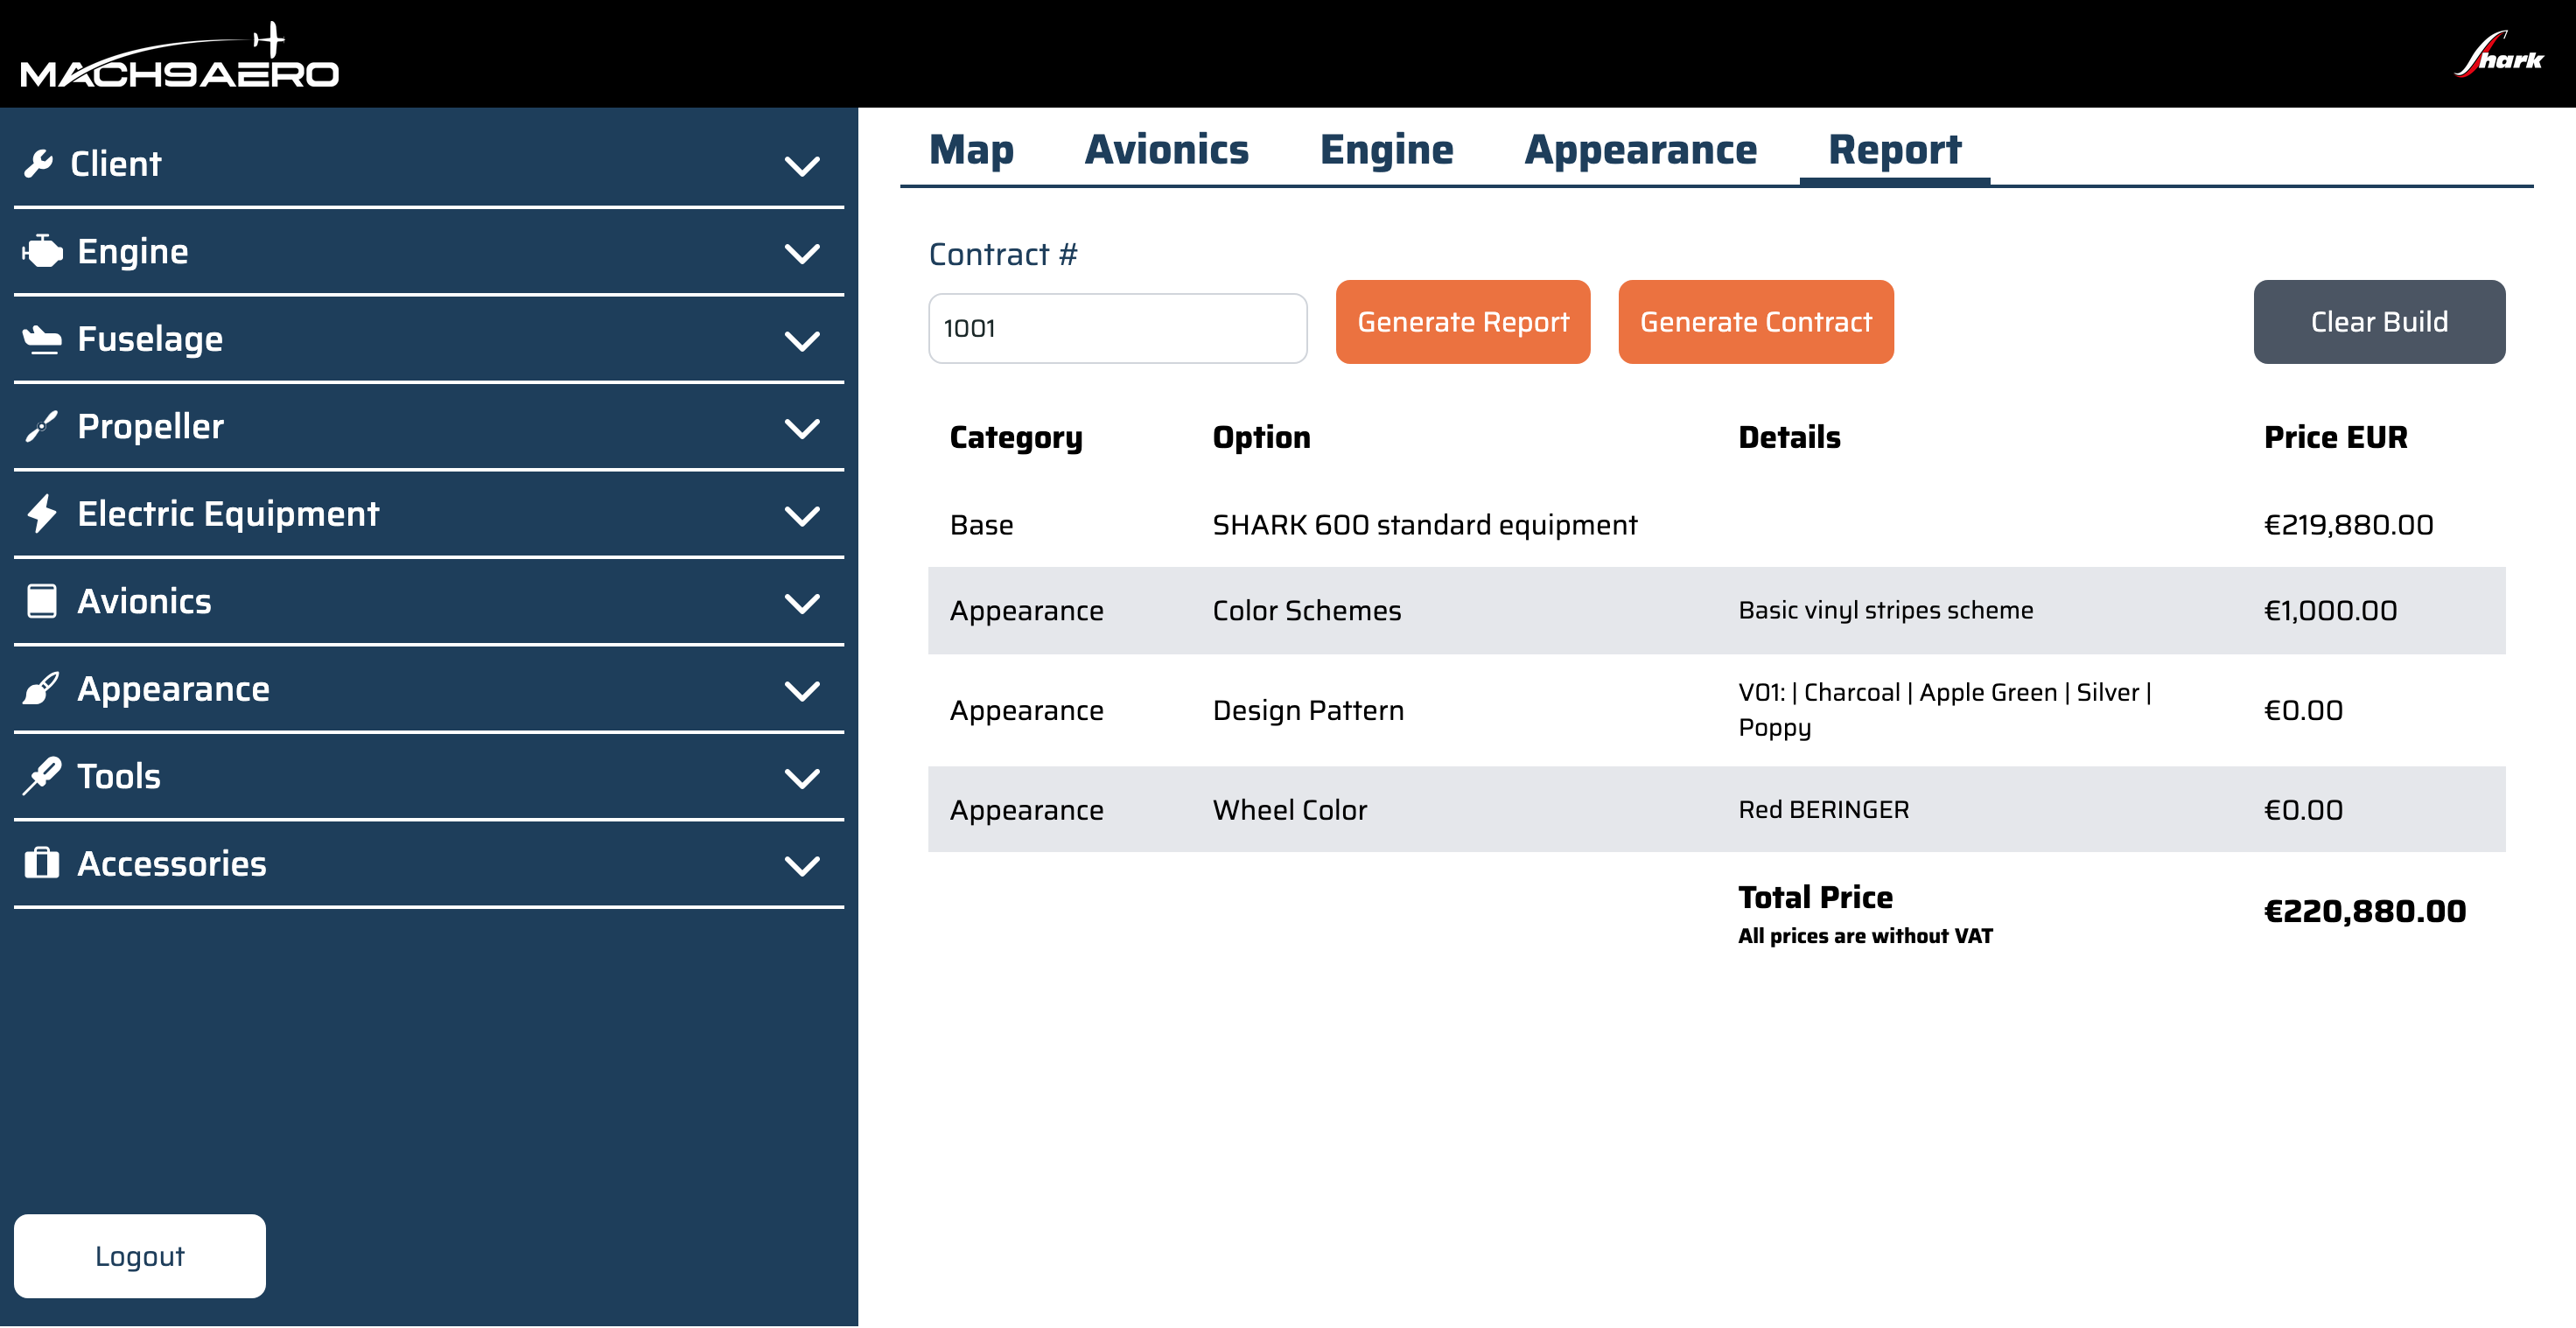 MACH9AERO
Shark
Client
Engine
Fuselage
Propeller
Electric Equipment
Avionics
Appearance
Tools
Accessories
Logout
Map Avionics Engine Appearance Report
Contract #
1001 Generate Report Generate Contract Clear Build
Category Option Details Price EUR
Base SHARK 600 standard equipment €219,880.00
Appearance Color Schemes Basic vinyl stripes scheme €1,000.00
Appearance Design Pattern V01: | Charcoal | Apple Green | Silver | €0.00
Poppy
Appearance Wheel Color Red BERINGER €0.00
Total Price €220,880.00
All prices are without VAT